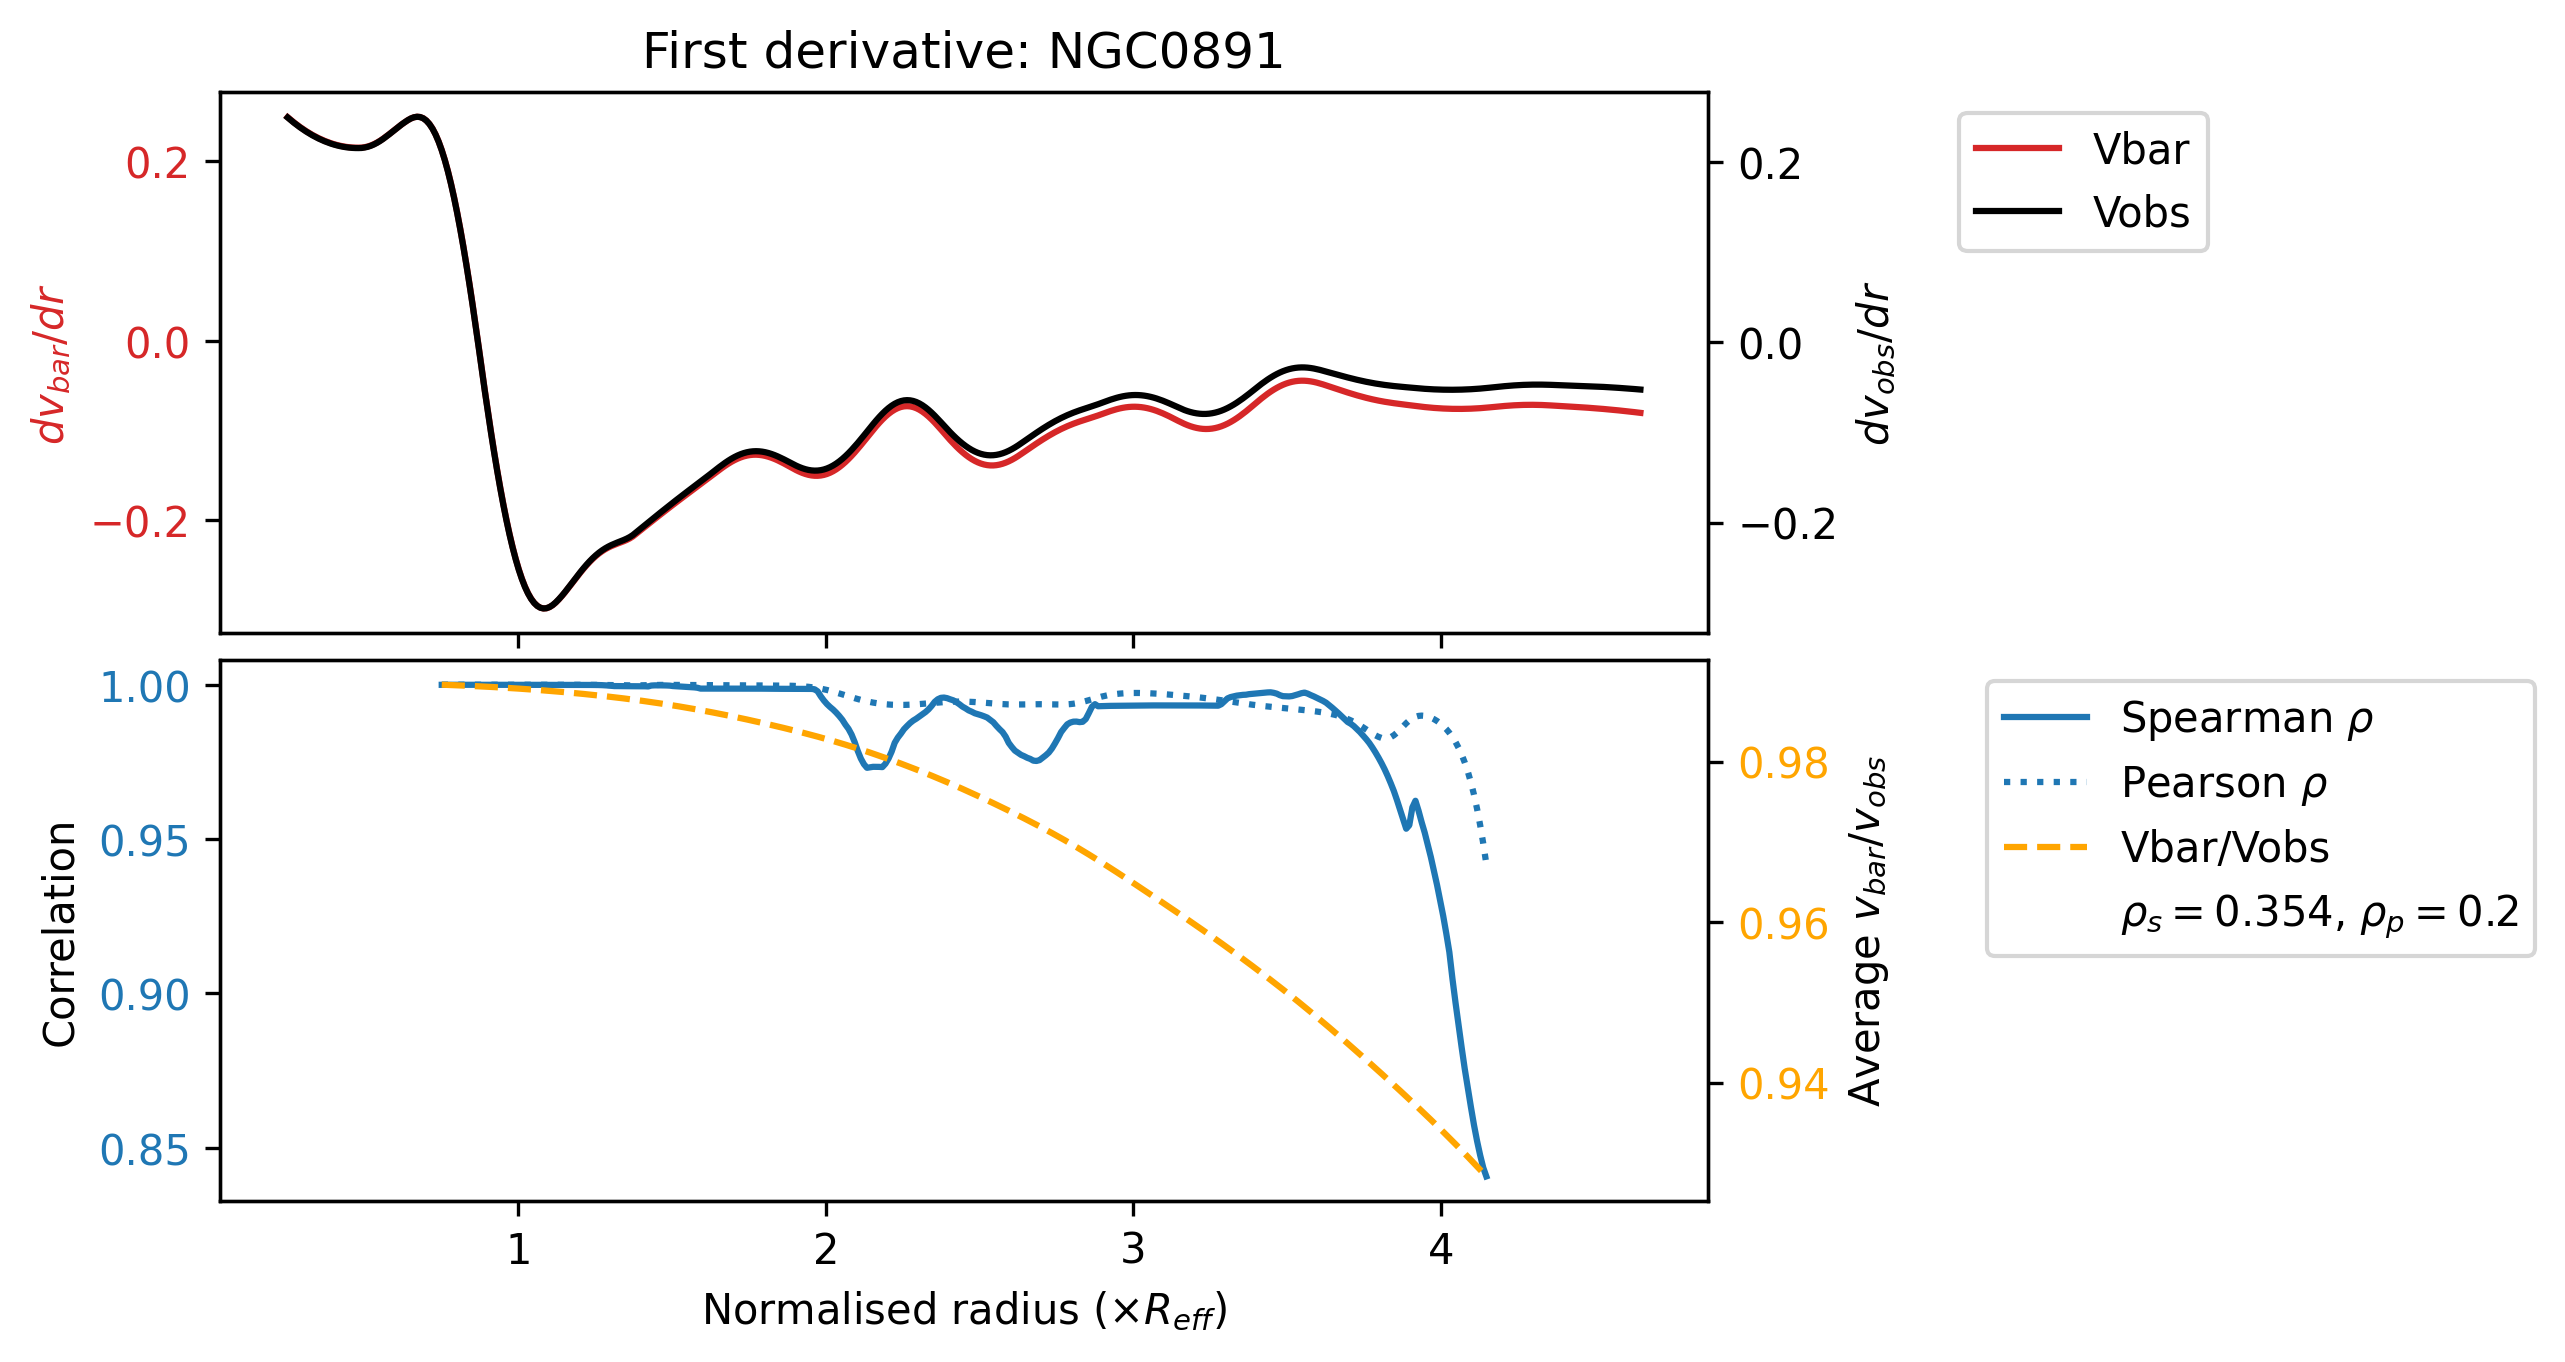 First derivative: NGC0891
0.2
0.0
−0.2
dv_bar/dr
0.2
0.0
−0.2
dv_obs/dr
Vbar
Vobs
1.00
0.95
0.90
0.85
Correlation
0.98
0.96
0.94
Average v_bar/v_obs
Spearman ρ
Pearson ρ
Vbar/Vobs
ρ_s = 0.354, ρ_p = 0.2
1 2 3 4
Normalised radius (×R_eff)